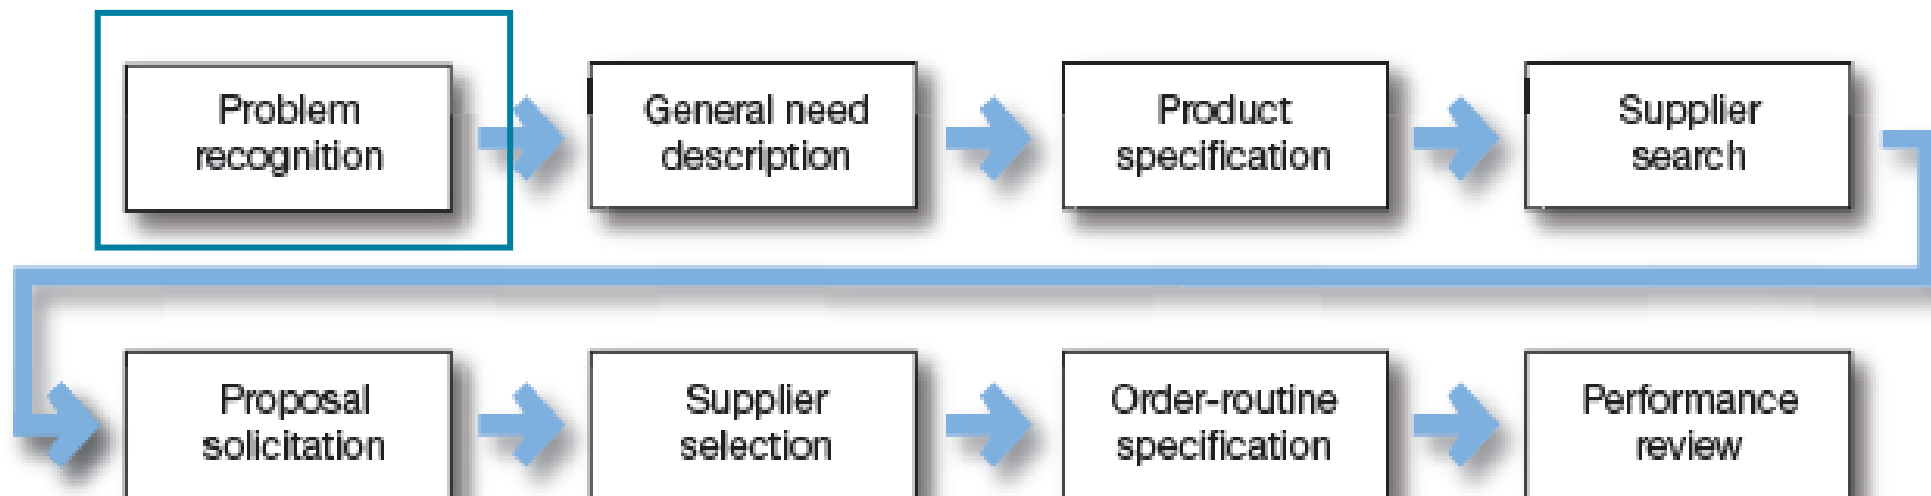 Problem
recognition
General need
description
Product
specification
Supplier
search
Proposal
solicitation
Supplier
selection
Order-routine
specification
Performance
review